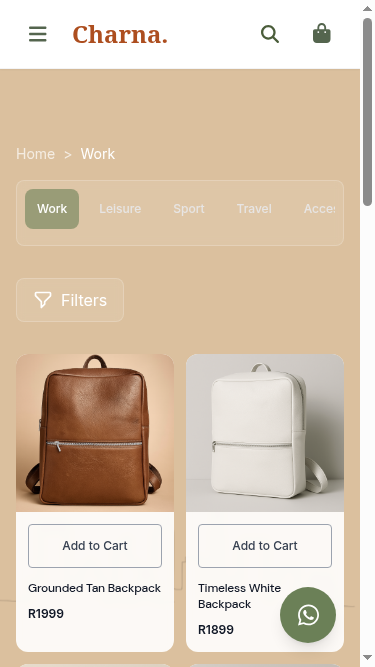 Charna.
Home > Work
Work Leisure Sport Travel
Filters
Add to Cart Add to Cart
Grounded Tan Backpack
R1999
Timeless White
Backpack
R1899